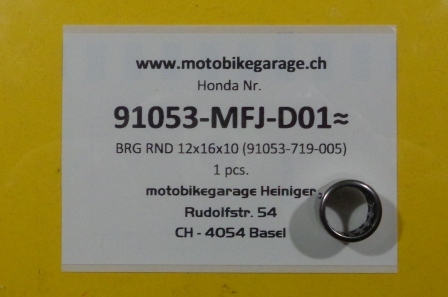 www.motobikegarage.ch
Honda Nr.
91053-MFJ-D01≈
BRG RND 12x16x10 (91053-719-005)
1 pcs.
motobikegarage Heiniger
Rudolfstr. 54
CH - 4054 Basel